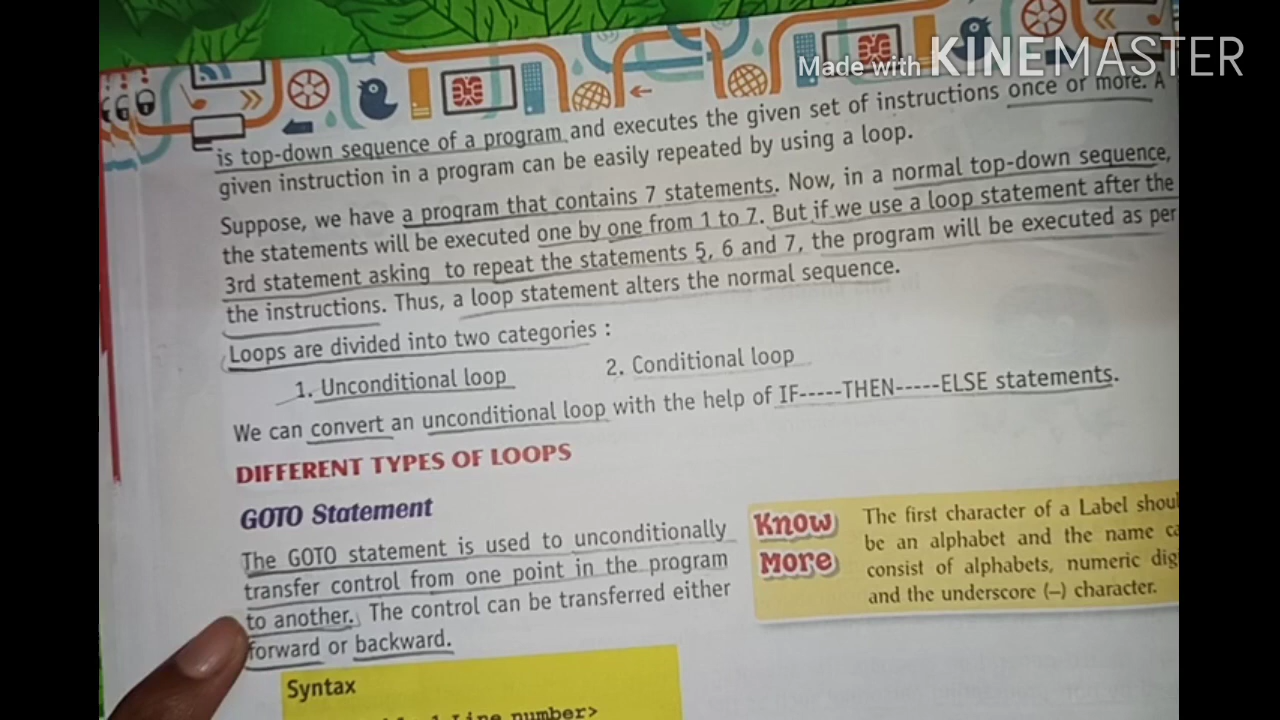 Made with KINEMASTER
is top-down sequence of a program and executes the given set of instructions once or more. A
given instruction in a program can be easily repeated by using a loop.
Suppose, we have a program that contains 7 statements. Now, in a normal top-down sequence,
the statements will be executed one by one from 1 to 7. But if we use a loop statement after the
3rd statement asking to repeat the statements 5, 6 and 7, the program will be executed as per
the instructions. Thus, a loop statement alters the normal sequence.
Loops are divided into two categories :
1. Unconditional loop 2. Conditional loop
We can convert an unconditional loop with the help of IF-----THEN-----ELSE statements.
DIFFERENT TYPES OF LOOPS
GOTO Statement
The GOTO statement is used to unconditionally
transfer control from one point in the program
to another. The control can be transferred either
forward or backward.
Know
More
The first character of a Label shoul
be an alphabet and the name ca
consist of alphabets, numeric dig
and the underscore (–) character.
Syntax
Line number>